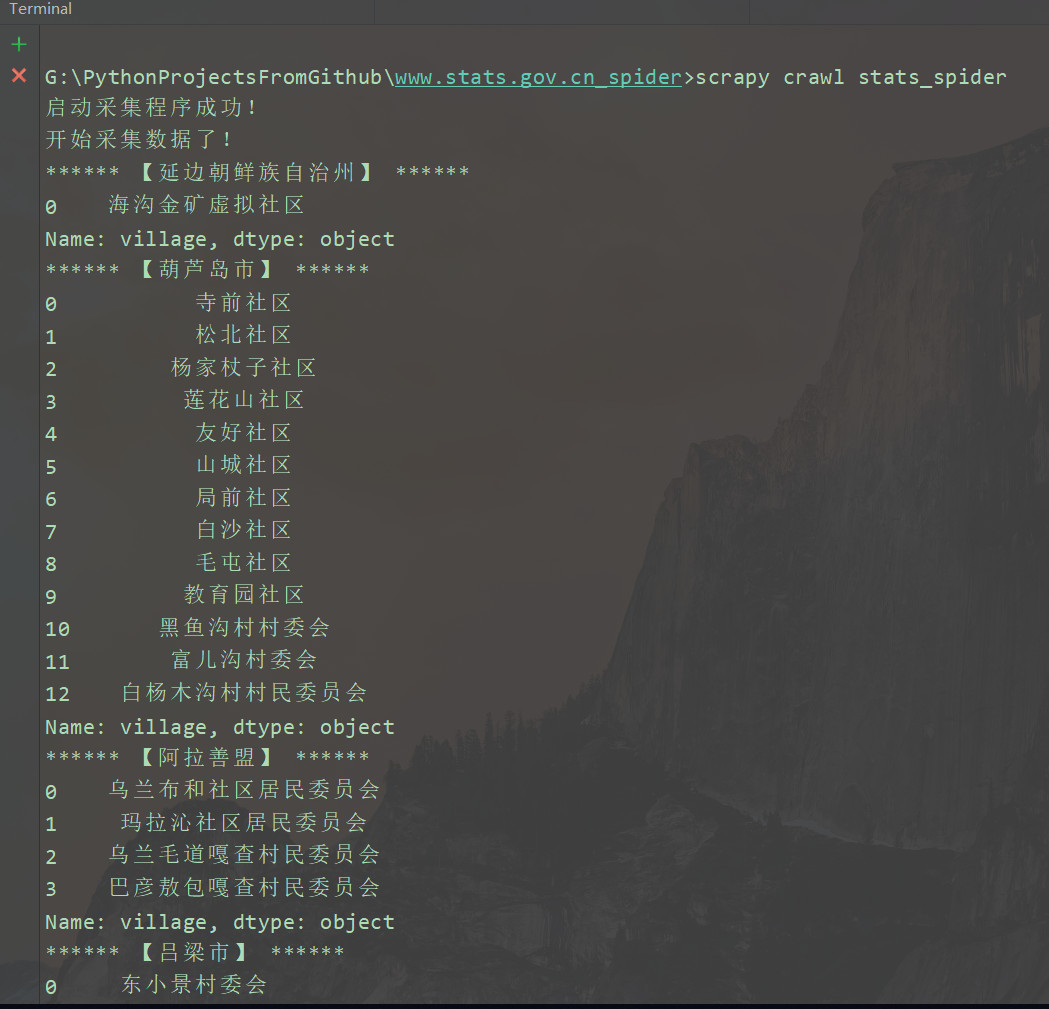 Terminal
G:\PythonProjectsFromGithub\www.stats.gov.cn_spider>scrapy crawl stats_spider
启动采集程序成功!
开始采集数据了!
****** 【延边朝鲜族自治州】 ******
0    海沟金矿虚拟社区
Name: village, dtype: object
****** 【葫芦岛市】 ******
0           寺前社区
1           松北社区
2         杨家杖子社区
3          莲花山社区
4           友好社区
5           山城社区
6           局前社区
7           白沙社区
8           毛屯社区
9          教育园社区
10       黑鱼沟村村委会
11        富儿沟村委会
12    白杨木沟村村民委员会
Name: village, dtype: object
****** 【阿拉善盟】 ******
0    乌兰布和社区居民委员会
1     玛拉沁社区居民委员会
2    乌兰毛道嘎查村民委员会
3    巴彦敖包嘎查村民委员会
Name: village, dtype: object
****** 【吕梁市】 ******
0     东小景村委会